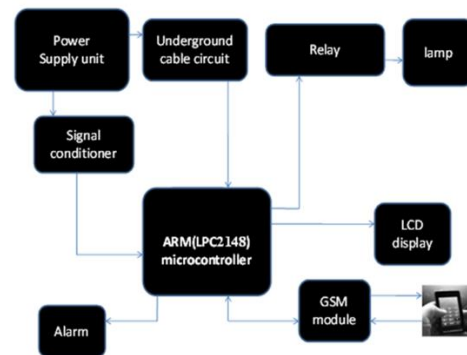 Power
Supply unit
Underground
cable circuit
Relay
lamp
Signal
conditioner
ARM(LPC2148)
microcontroller
LCD
display
GSM
module
Alarm